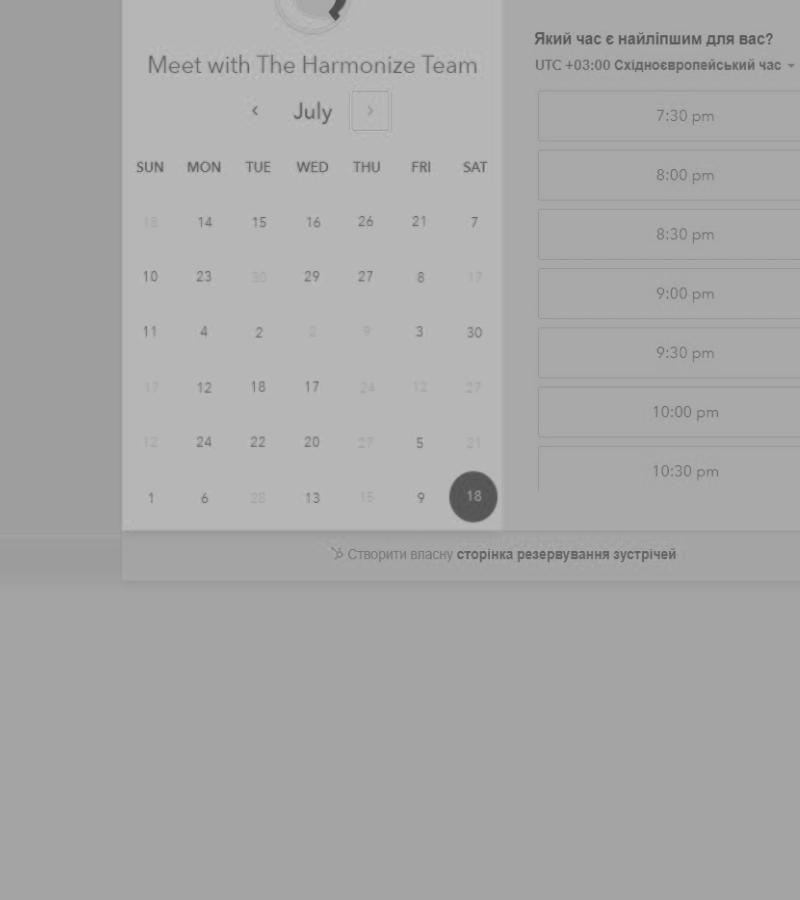 Meet with The Harmonize Team
July
SUN MON TUE WED THU FRI SAT
14 15 16 26 21 7
10 23 30 29 27 8 17
11 4 2 2 9 3 30
17 12 18 17 24 12 27
12 24 22 20 27 5 21
1 6 28 13 15 9 18
Який час є найліпшим для вас?
UTC +03:00 Східноєвропейський час
7:30 pm
8:00 pm
8:30 pm
9:00 pm
9:30 pm
10:00 pm
10:30 pm
Створити власну сторінка резервування зустрічей